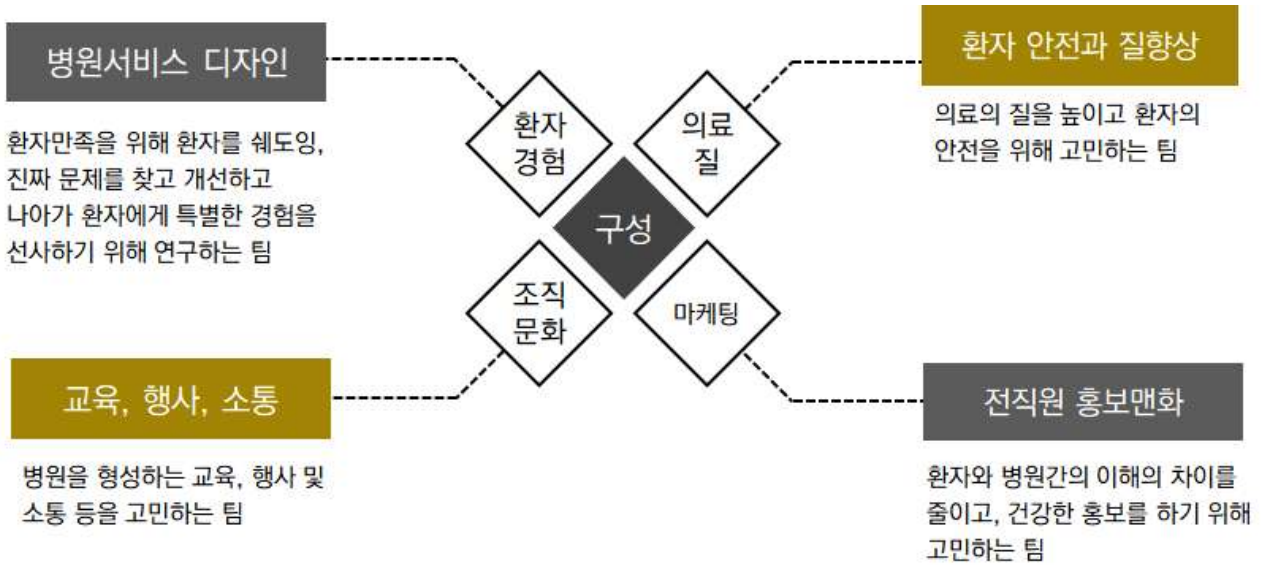 병원서비스 디자인
환자만족을 위해 환자를 쉐도잉,
진짜 문제를 찾고 개선하고
나아가 환자에게 특별한 경험을
선사하기 위해 연구하는 팀
환자 안전과 질향상
의료의 질을 높이고 환자의
안전을 위해 고민하는 팀
환자
경험
의료
질
구성
조직
문화
마케팅
교육, 행사, 소통
병원을 형성하는 교육, 행사 및
소통 등을 고민하는 팀
전직원 홍보맨화
환자와 병원간의 이해의 차이를
줄이고, 건강한 홍보를 하기 위해
고민하는 팀